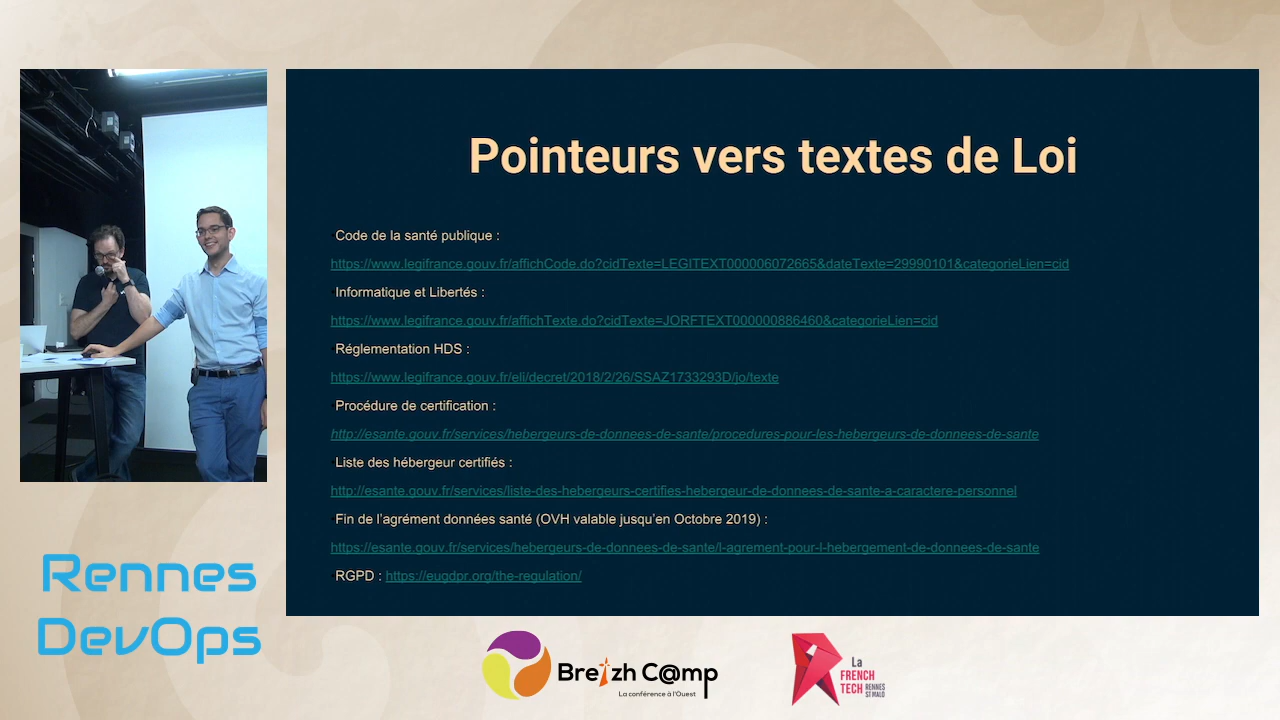 Pointeurs vers textes de Loi
•Code de la santé publique :
https://www.legifrance.gouv.fr/affichCode.do?cidTexte=LEGITEXT000006072665&dateTexte=29990101&categorieLien=cid
•Informatique et Libertés :
https://www.legifrance.gouv.fr/affichTexte.do?cidTexte=JORFTEXT000000886460&categorieLien=cid
•Réglementation HDS :
https://www.legifrance.gouv.fr/eli/decret/2018/2/26/SSAZ1733293D/jo/texte
•Procédure de certification :
http://esante.gouv.fr/services/hebergeurs-de-donnees-de-sante/procedures-pour-les-hebergeurs-de-donnees-de-sante
•Liste des hébergeur certifiés :
http://esante.gouv.fr/services/liste-des-hebergeurs-certifies-hebergeur-de-donnees-de-sante-a-caractere-personnel
•Fin de l'agrément données santé (OVH valable jusqu'en Octobre 2019) :
https://esante.gouv.fr/services/hebergeurs-de-donnees-de-sante/l-agrement-pour-l-hebergement-de-donnees-de-sante
•RGPD : https://eugdpr.org/the-regulation/
Rennes
DevOps
Breizh C@mp
La conférence à l'Ouest
La
FRENCH
TECH RENNES
ST MALO